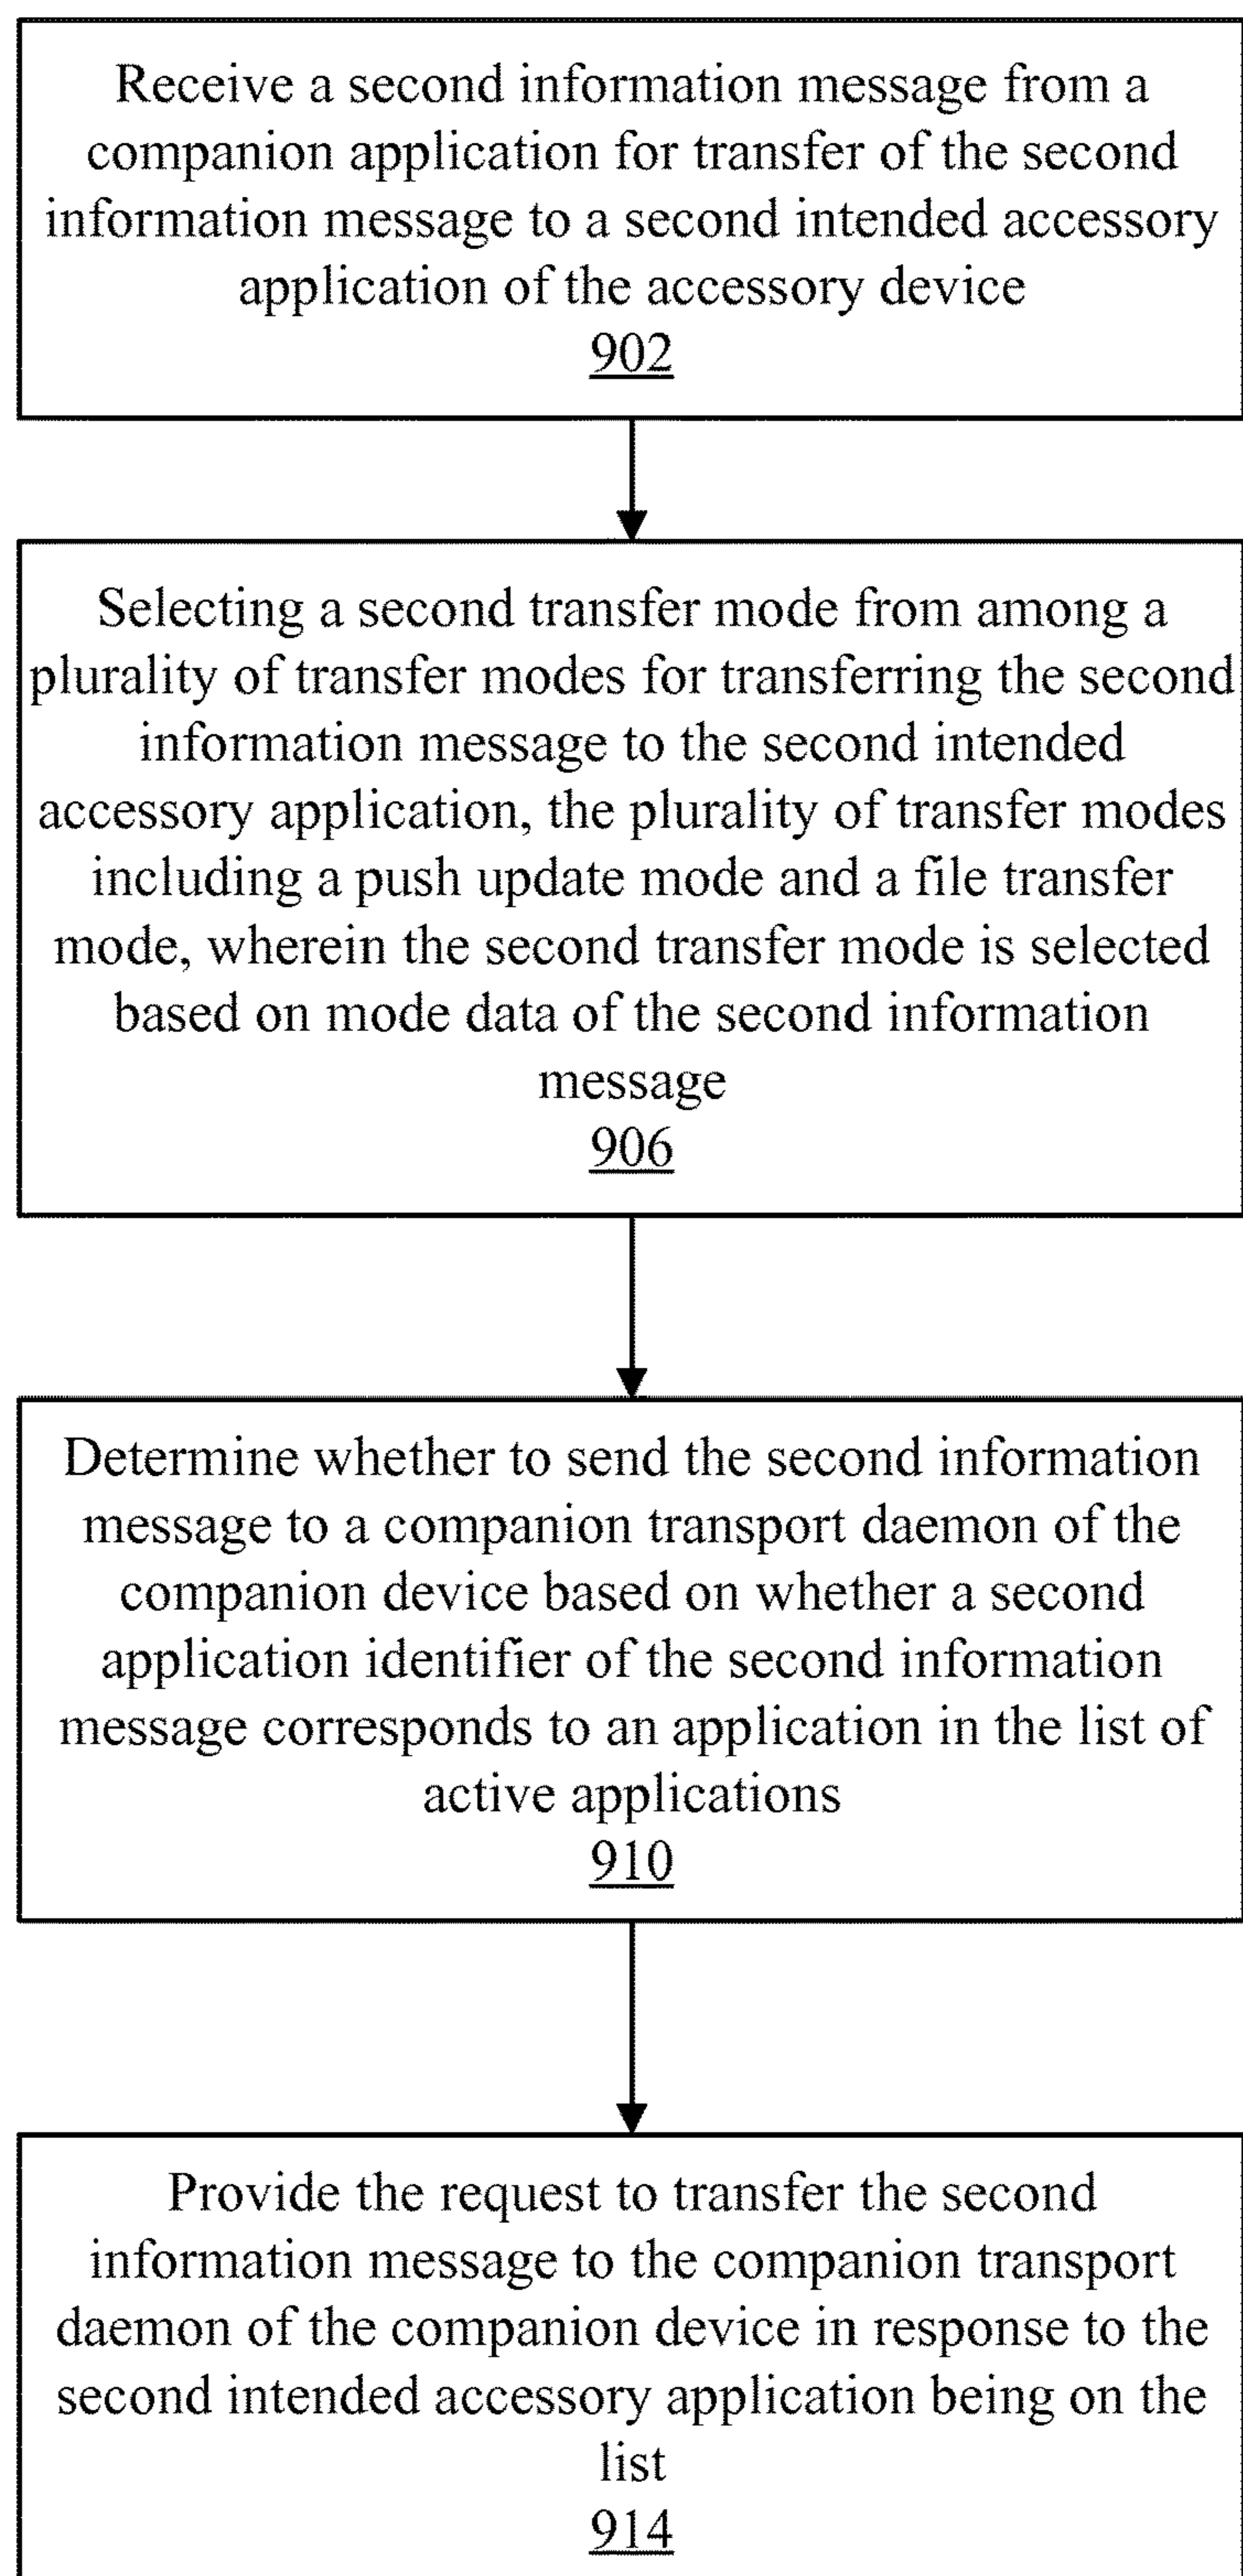 Receive a second information message from a
companion application for transfer of the second
information message to a second intended accessory
application of the accessory device
902
Selecting a second transfer mode from among a
plurality of transfer modes for transferring the second
information message to the second intended
accessory application, the plurality of transfer modes
including a push update mode and a file transfer
mode, wherein the second transfer mode is selected
based on mode data of the second information
message
906
Determine whether to send the second information
message to a companion transport daemon of the
companion device based on whether a second
application identifier of the second information
message corresponds to an application in the list of
active applications
910
Provide the request to transfer the second
information message to the companion transport
daemon of the companion device in response to the
second intended accessory application being on the
list
914